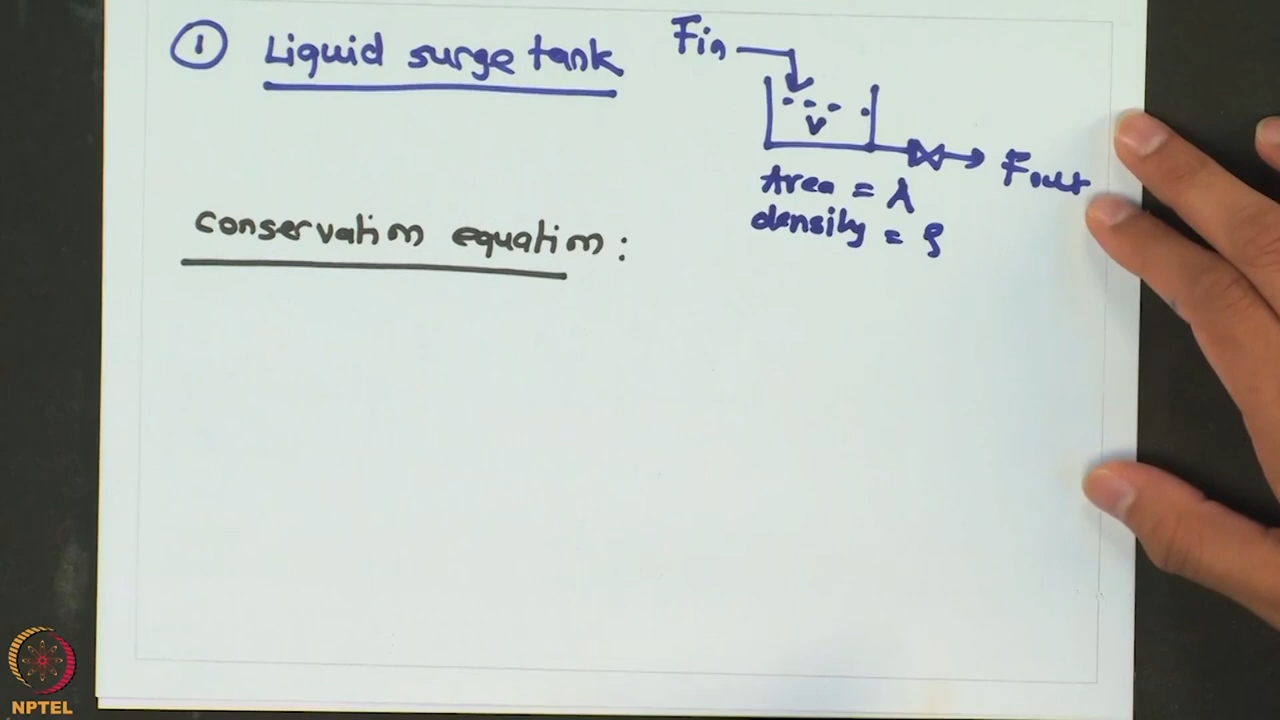 ① Liquid surge tank
Fin
V
Fout
Area = A
density = ρ
conservation equation:
NPTEL